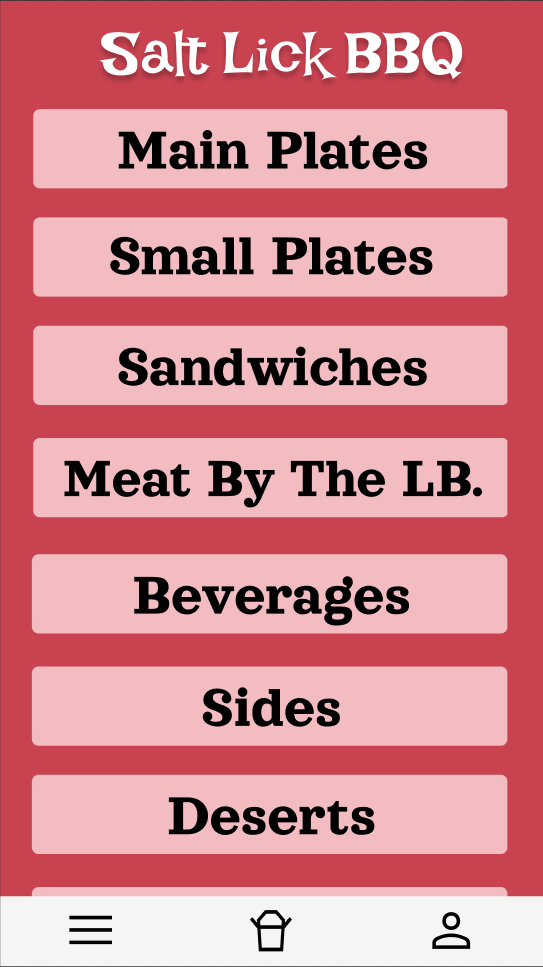 Salt Lick BBQ
Main Plates
Small Plates
Sandwiches
Meat By The LB.
Beverages
Sides
Deserts